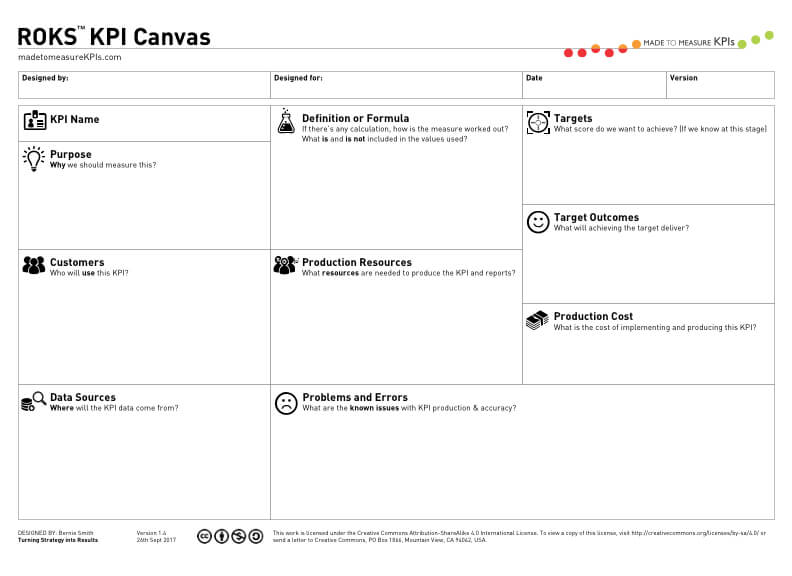 ROKS™ KPI Canvas
madetomeasureKPIs.com
MADE TO MEASURE KPIs
Designed by:
Designed for:
Date
Version
KPI Name
Purpose
Why we should measure this?
Definition or Formula
If there's any calculation, how is the measure worked out?
What is and is not included in the values used?
Targets
What score do we want to achieve? (If we know at this stage)
Target Outcomes
What will achieving the target deliver?
Customers
Who will use this KPI?
Production Resources
What resources are needed to produce the KPI and reports?
Production Cost
What is the cost of implementing and producing this KPI?
Data Sources
Where will the KPI data come from?
Problems and Errors
What are the known issues with KPI production & accuracy?
DESIGNED BY: Bernie Smith
Turning Strategy into Results
Version 1.4
26th Sept 2017
This work is licensed under the Creative Commons Attribution-ShareAlike 4.0 International License. To view a copy of this license, visit http://creativecommons.org/licenses/by-sa/4.0/ or
send a letter to Creative Commons, PO Box 1866, Mountain View, CA 94042, USA.